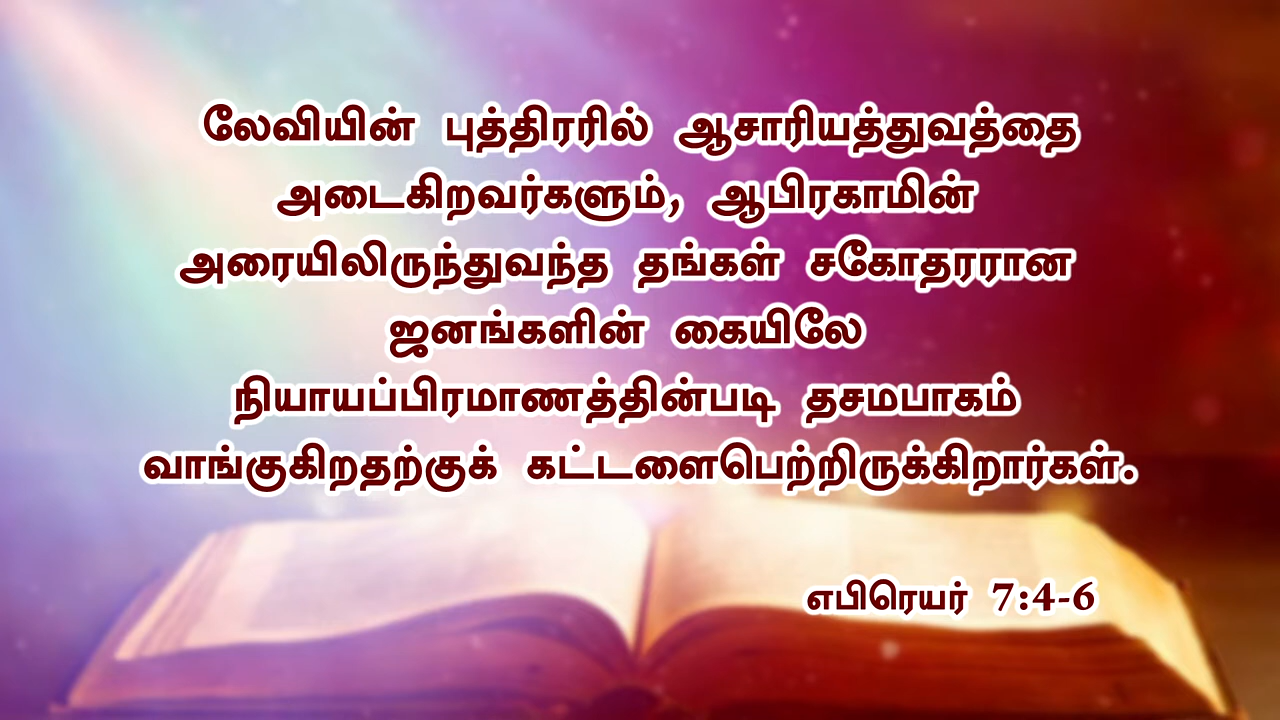 லேவியின் புத்திரரில் ஆசாரியத்துவத்தை
அடைகிறவர்களும், ஆபிரகாமின்
அரையிலிருந்துவந்த தங்கள் சகோதரரான
ஜனங்களின் கையிலே
நியாயப்பிரமாணத்தின்படி தசமபாகம்
வாங்குகிறதற்குக் கட்டளைபெற்றிருக்கிறார்கள்.
எபிரெயர் 7:4-6